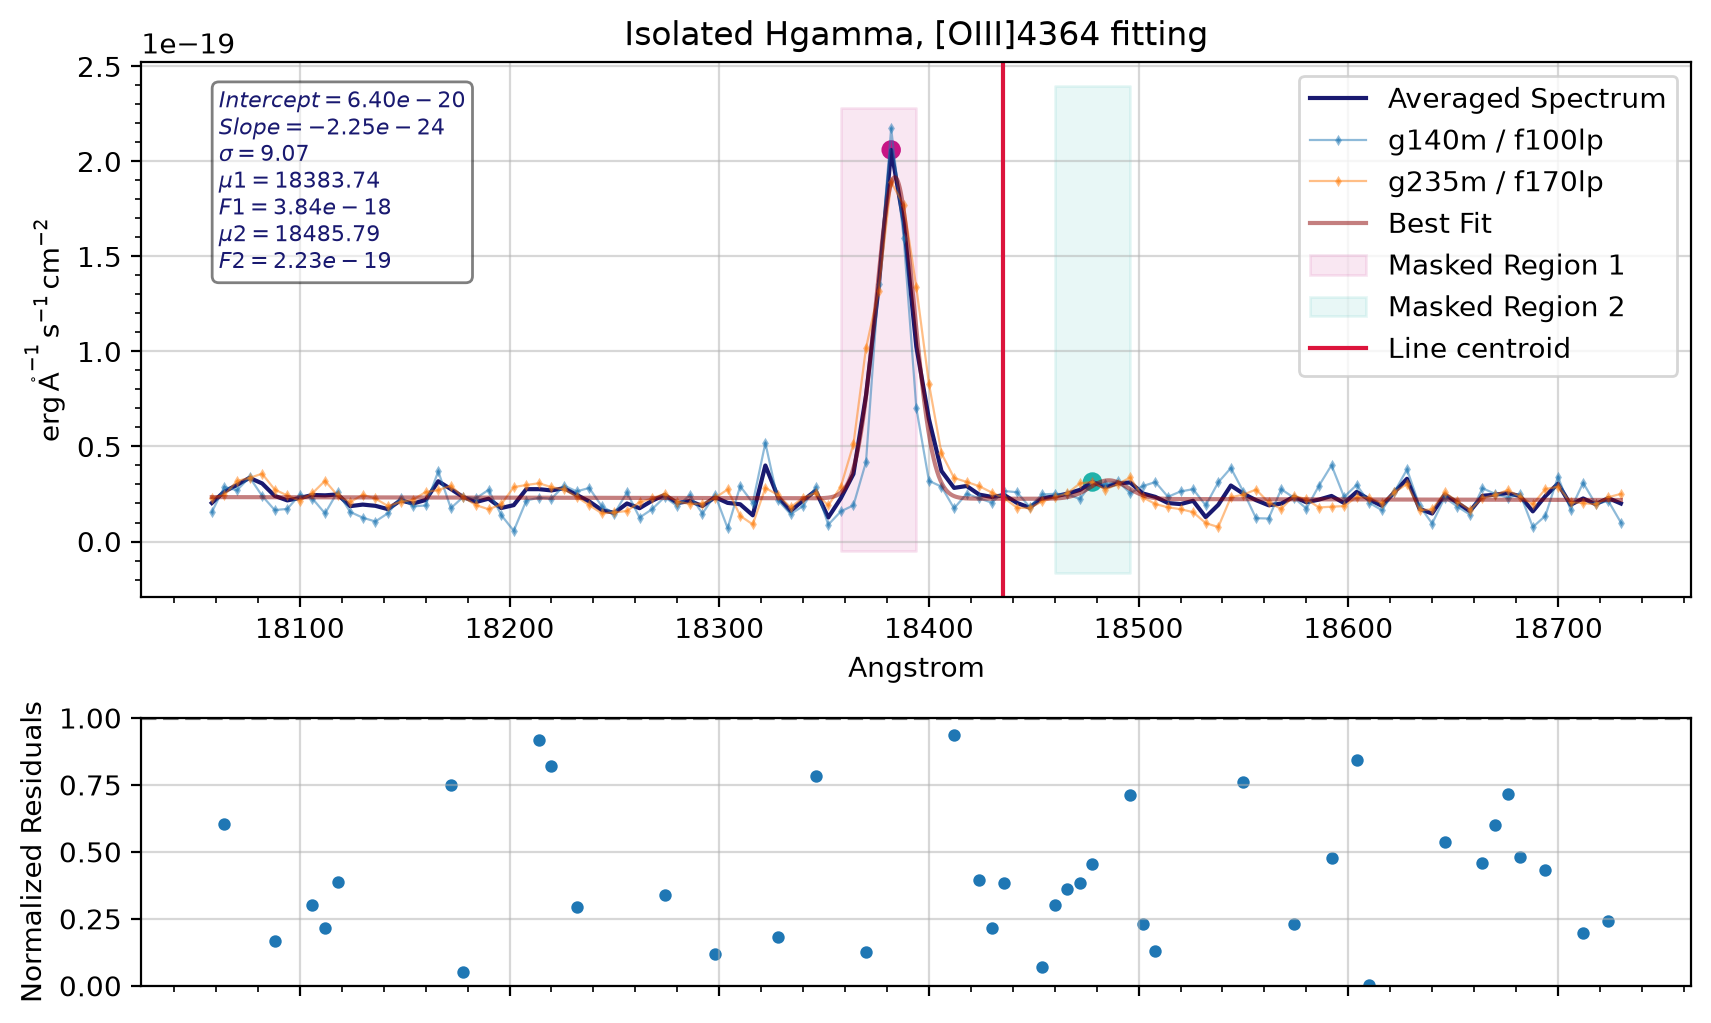 Isolated Hgamma, [OIII]4364 fitting
1e−19
2.5
2.0
1.5
1.0
0.5
0.0
erg Å⁻¹ s⁻¹ cm⁻²
Intercept = 6.40e − 20
Slope = −2.25e − 24
σ = 9.07
μ1 = 18383.74
F1 = 3.84e − 18
μ2 = 18485.79
F2 = 2.23e − 19
Averaged Spectrum
g140m / f100lp
g235m / f170lp
Best Fit
Masked Region 1
Masked Region 2
Line centroid
18100 18200 18300 18400 18500 18600 18700
Angstrom
1.00
0.75
0.50
0.25
0.00
Normalized Residuals